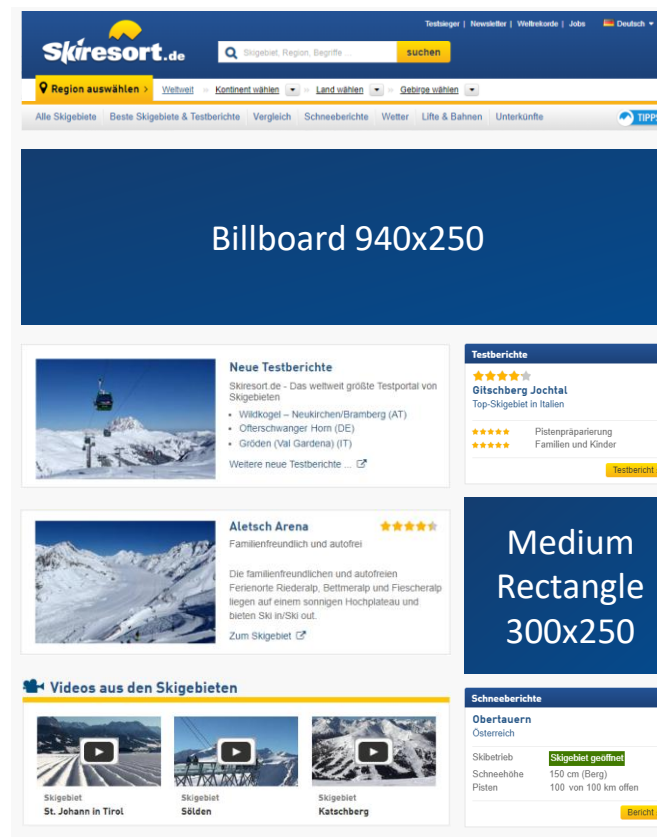 Testsieger | Newsletter | Weltrekorde | Jobs Deutsch
Skiresort.de
Skigebiet, Region, Begriffe ...
suchen
Region auswählen > Weltweit » Kontinent wählen » Land wählen » Gebirge wählen
Alle Skigebiete Beste Skigebiete & Testberichte Vergleich Schneeberichte Wetter Lifte & Bahnen Unterkünfte TIPPS
Billboard 940x250
Neue Testberichte
Skiresort.de - Das weltweit größte Testportal von
Skigebieten
• Wildkogel – Neukirchen/Bramberg (AT)
• Ofterschwanger Horn (DE)
• Gröden (Val Gardena) (IT)
Weitere neue Testberichte ...
Testberichte
Gitschberg Jochtal
Top-Skigebiet in Italien
Pistenpräparierung
Familien und Kinder
Testbericht
Aletsch Arena
Familienfreundlich und autofrei
Die familienfreundlichen und autofreien
Ferienorte Riederalp, Bettmeralp und Fiescheralp
liegen auf einem sonnigen Hochplateau und
bieten Ski in/Ski out.
Zum Skigebiet
Medium
Rectangle
300x250
Videos aus den Skigebieten
Skigebiet
St. Johann in Tirol
Skigebiet
Sölden
Skigebiet
Katschberg
Schneeberichte
Obertauern
Österreich
Skibetrieb Skigebiet geöffnet
Schneehöhe 150 cm (Berg)
Pisten 100 von 100 km offen
Bericht